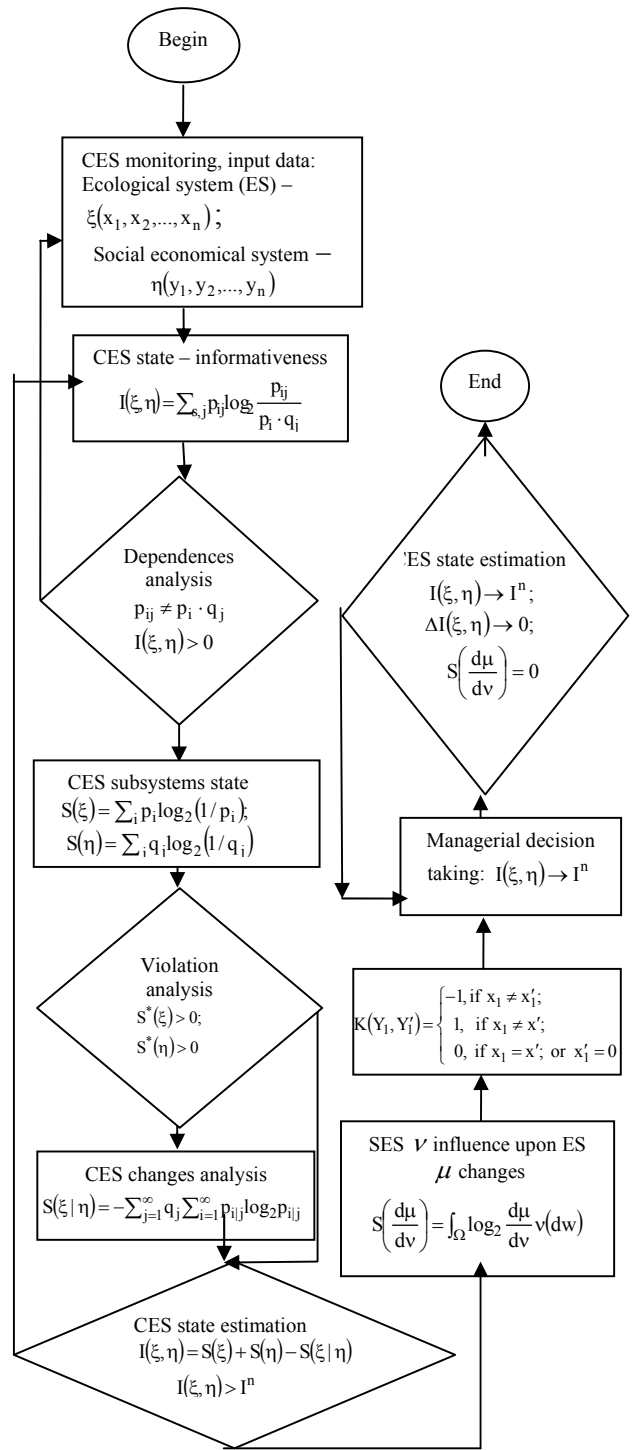 Begin
CES monitoring, input data:
Ecological system (ES) –
ξ(x₁, x₂,..., xₙ) ;
Social economical system –
η(y₁, y₂,..., yₙ)
CES state – informativeness
I(ξ,η) = ∑ₛ,ⱼ pᵢⱼ log₂ pᵢⱼ / (pᵢ · qⱼ)
Dependences
analysis
pᵢⱼ ≠ pᵢ · qⱼ
I(ξ,η) > 0
CES subsystems state
S(ξ) = ∑ᵢ pᵢ log₂(1/pᵢ);
S(η) = ∑ᵢ qⱼ log₂(1/qⱼ)
Violation
analysis
S*(ξ) > 0;
S*(η) > 0
CES changes analysis
S(ξ | η) = −∑_{j=1}^{∞} qⱼ ∑_{i=1}^{∞} p_{i|j} log₂ p_{i|j}
CES state estimation
I(ξ,η) = S(ξ) + S(η) − S(ξ | η)
I(ξ,η) > Iⁿ
SES ν influence upon ES
μ changes
S(dμ/dν) = ∫_Ω log₂ dμ/dν ν(dw)
K(Y₁, Y₁′) = { −1, if x₁ ≠ x₁′;
1, if x₁ ≠ x′;
0, if x₁ = x′; or x₁′ = 0
Managerial decision
taking: I(ξ, η) → Iⁿ
ES state estimation
I(ξ, η) → Iⁿ;
ΔI(ξ, η) → 0;
S(dμ/dν) = 0
End